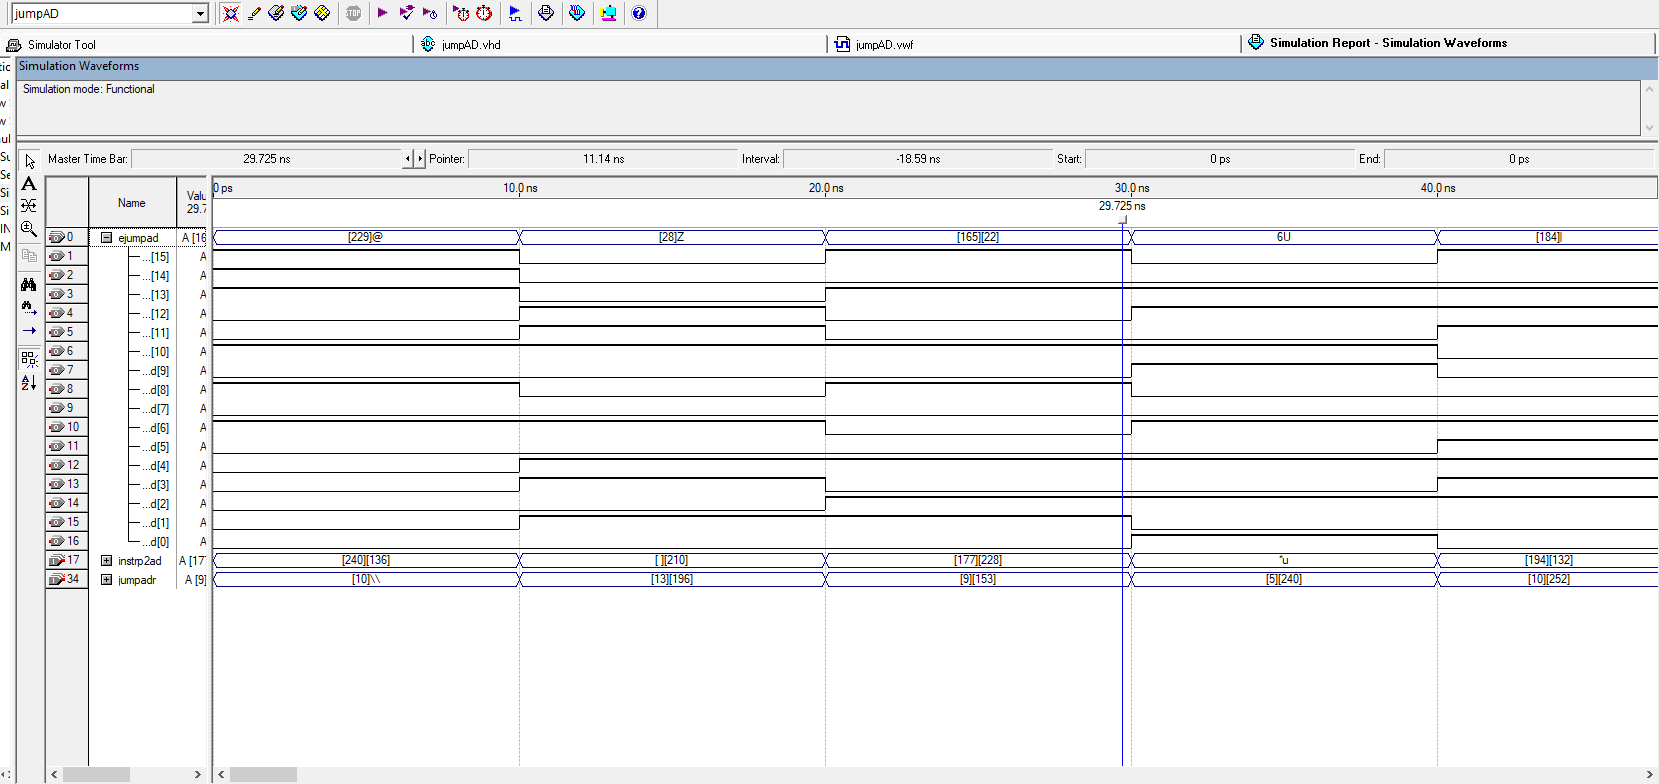 jumpAD
STOP
Simulator Tool
abc
jumpAD.vhd
jumpAD.vwf
Simulation Report - Simulation Waveforms
Simulation Waveforms
Simulation mode: Functional
Master Time Bar: 29.725 ns Pointer: 11.14 ns Interval: -18.59 ns Start: 0 ps End: 0 ps
Name Valu 29.7 0 ps 10.0 ns 20.0 ns 30.0 ns 40.0 ns
29.725 ns
0 ejumpad A [16 [229]@ [28]Z [165][22] 6U [184]|
1 ...[15] A
2 ...[14] A
3 ...[13] A
4 ...[12] A
5 ...[11] A
6 ...[10] A
7 ...d[9] A
8 ...d[8] A
9 ...d[7] A
10 ...d[6] A
11 ...d[5] A
12 ...d[4] A
13 ...d[3] A
14 ...d[2] A
15 ...d[1] A
16 ...d[0] A
17 instrp2ad A [17 [240][136] [ ][210] [177][228] *u [194][132]
34 jumpadr A [9] [10]\\ [13][196] [9][153] [5][240] [10][252]